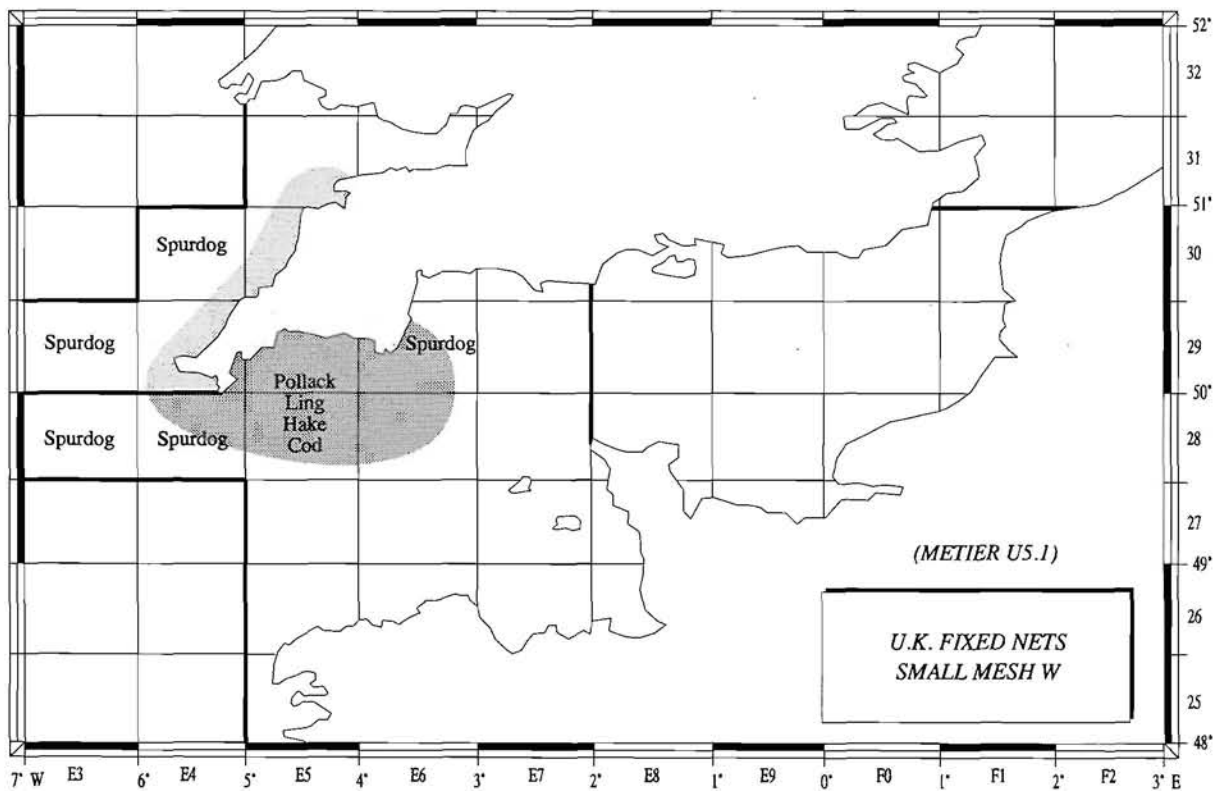 52°
32
31
51°
Spurdog
30
Spurdog
Spurdog
29
Pollack
Ling
Hake
Cod
50°
Spurdog
Spurdog
28
27
(METIER U5.1)
49°
U.K. FIXED NETS
SMALL MESH W
26
25
48°
7° W E3 6° E4 5° E5 4° E6 3° E7 2° E8 1° E9 0° F0 1° F1 2° F2 3° E